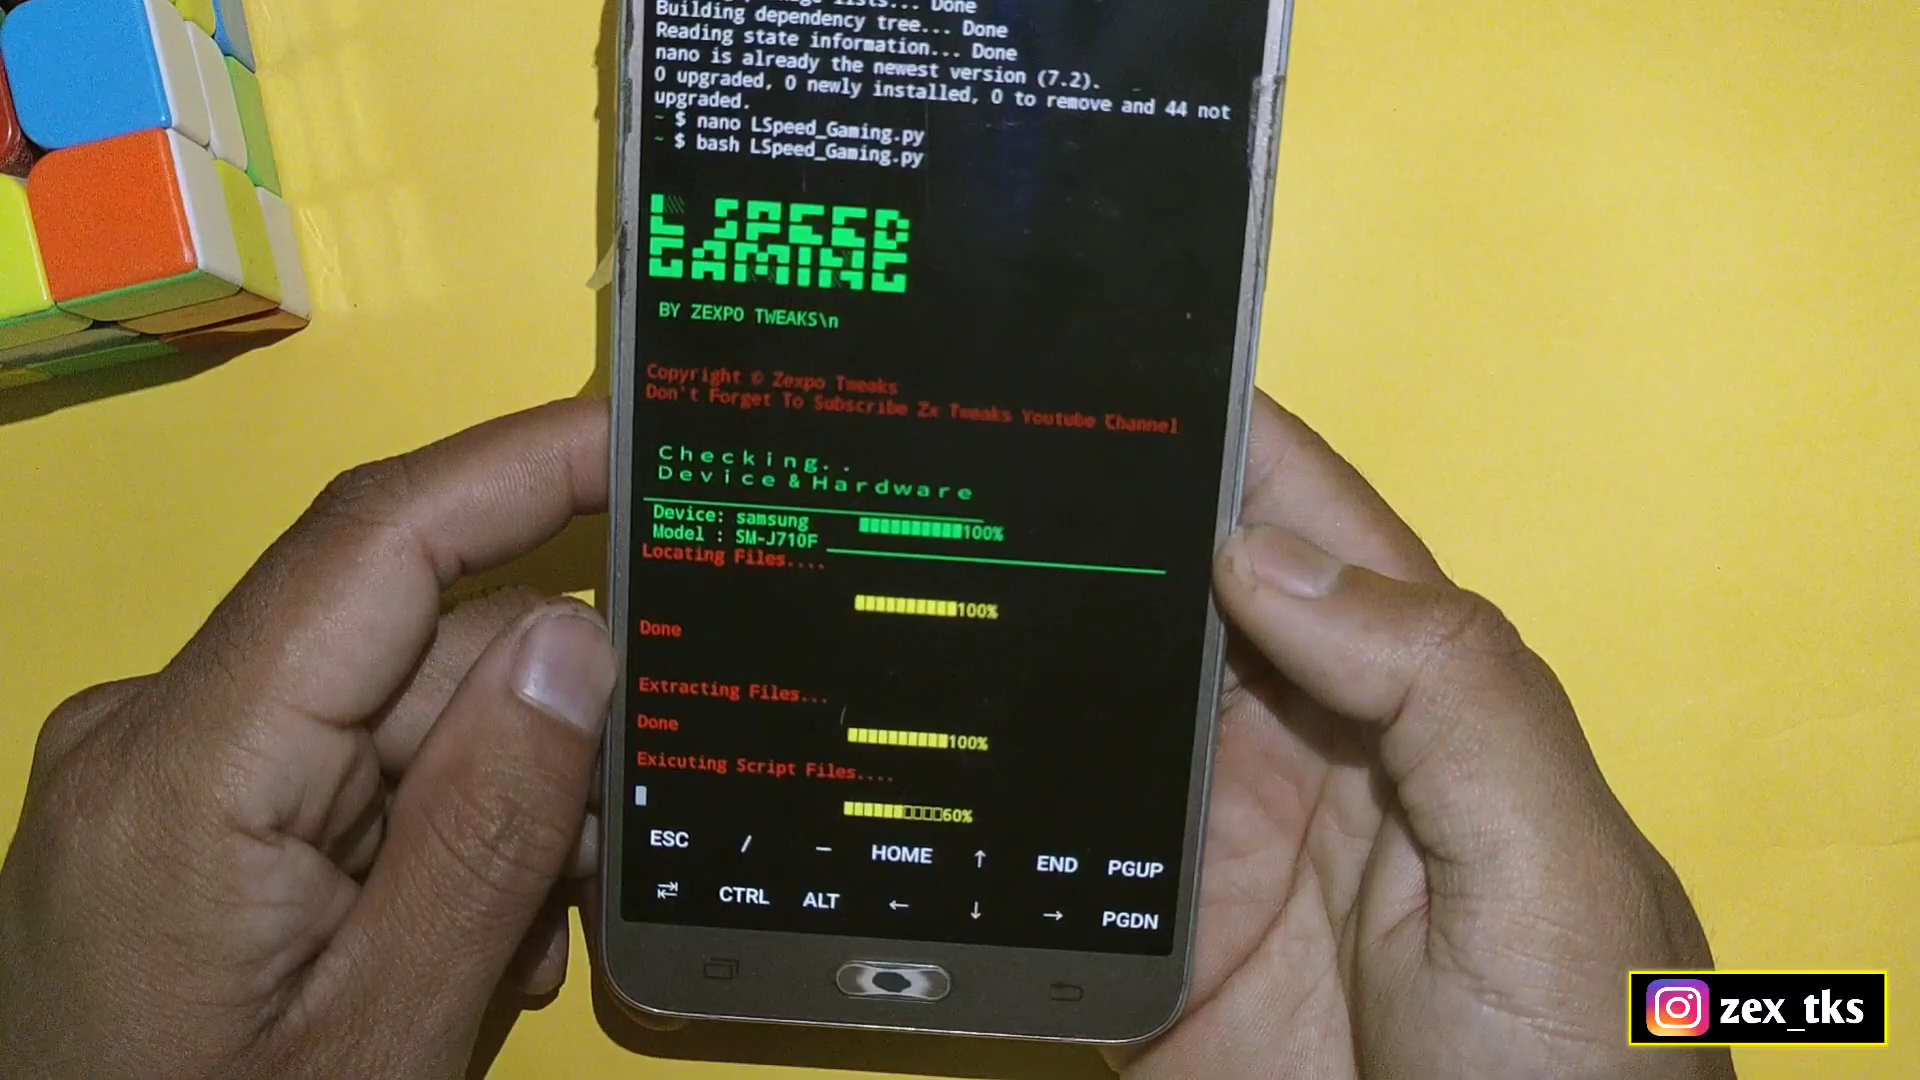 lists... Done
Building dependency tree... Done
Reading state information... Done
nano is already the newest version (7.2).
0 upgraded, 0 newly installed, 0 to remove and 44 not
upgraded.
~ $ nano LSpeed_Gaming.py
~ $ bash LSpeed_Gaming.py
L SPEED
GAMING
BY ZEXPO TWEAKS\n
Copyright © Zexpo Tweaks
Don't Forget To Subscribe Zx Tweaks Youtube Channel
Checking..
Device&Hardware
Device: samsung
100%
Model : SM-J710F
Locating Files....
100%
Done
Extracting Files...
Done
100%
Exicuting Script Files....
60%
ESC / — HOME ↑ END PGUP
⇄ CTRL ALT ← ↓ → PGDN
zex_tks